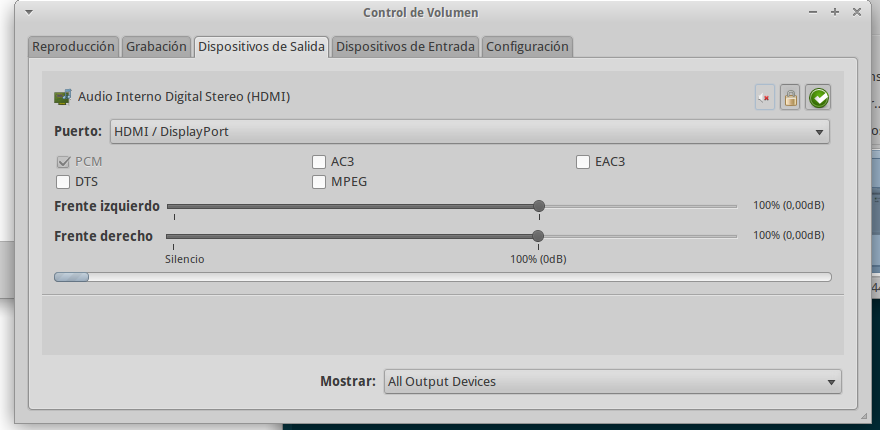 Control de Volumen
Reproducción Grabación Dispositivos de Salida Dispositivos de Entrada Configuración
Audio Interno Digital Stereo (HDMI)
Puerto: HDMI / DisplayPort
PCM AC3 EAC3
DTS MPEG
Frente izquierdo 100% (0,00dB)
Frente derecho 100% (0,00dB)
Silencio 100% (0dB)
Mostrar: All Output Devices